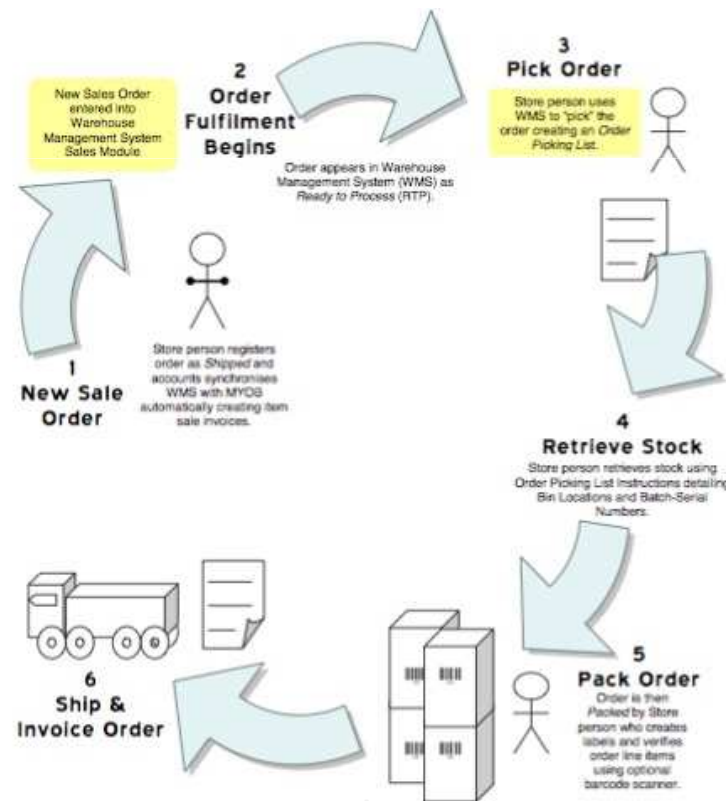 1
New Sale
Order
New Sales Order
entered into
Warehouse
Management System
Sales Module
2
Order
Fulfilment
Begins
Order appears in Warehouse
Management System (WMS) as
Ready to Process (RTP).
3
Pick Order
Store person uses
WMS to "pick" the
order creating an Order
Picking List.
4
Retrieve Stock
Store person retrieves stock using
Order Picking List Instructions detailing
Bin Locations and Batch-Serial
Numbers.
5
Pack Order
Order is then
Packed by Store
person who creates
labels and verifies
order line items
using optional
barcode scanner.
6
Ship &
Invoice Order
Store person registers
order as Shipped and
accounts synchronises
WMS with MYOB
automatically creating item
sale invoices.